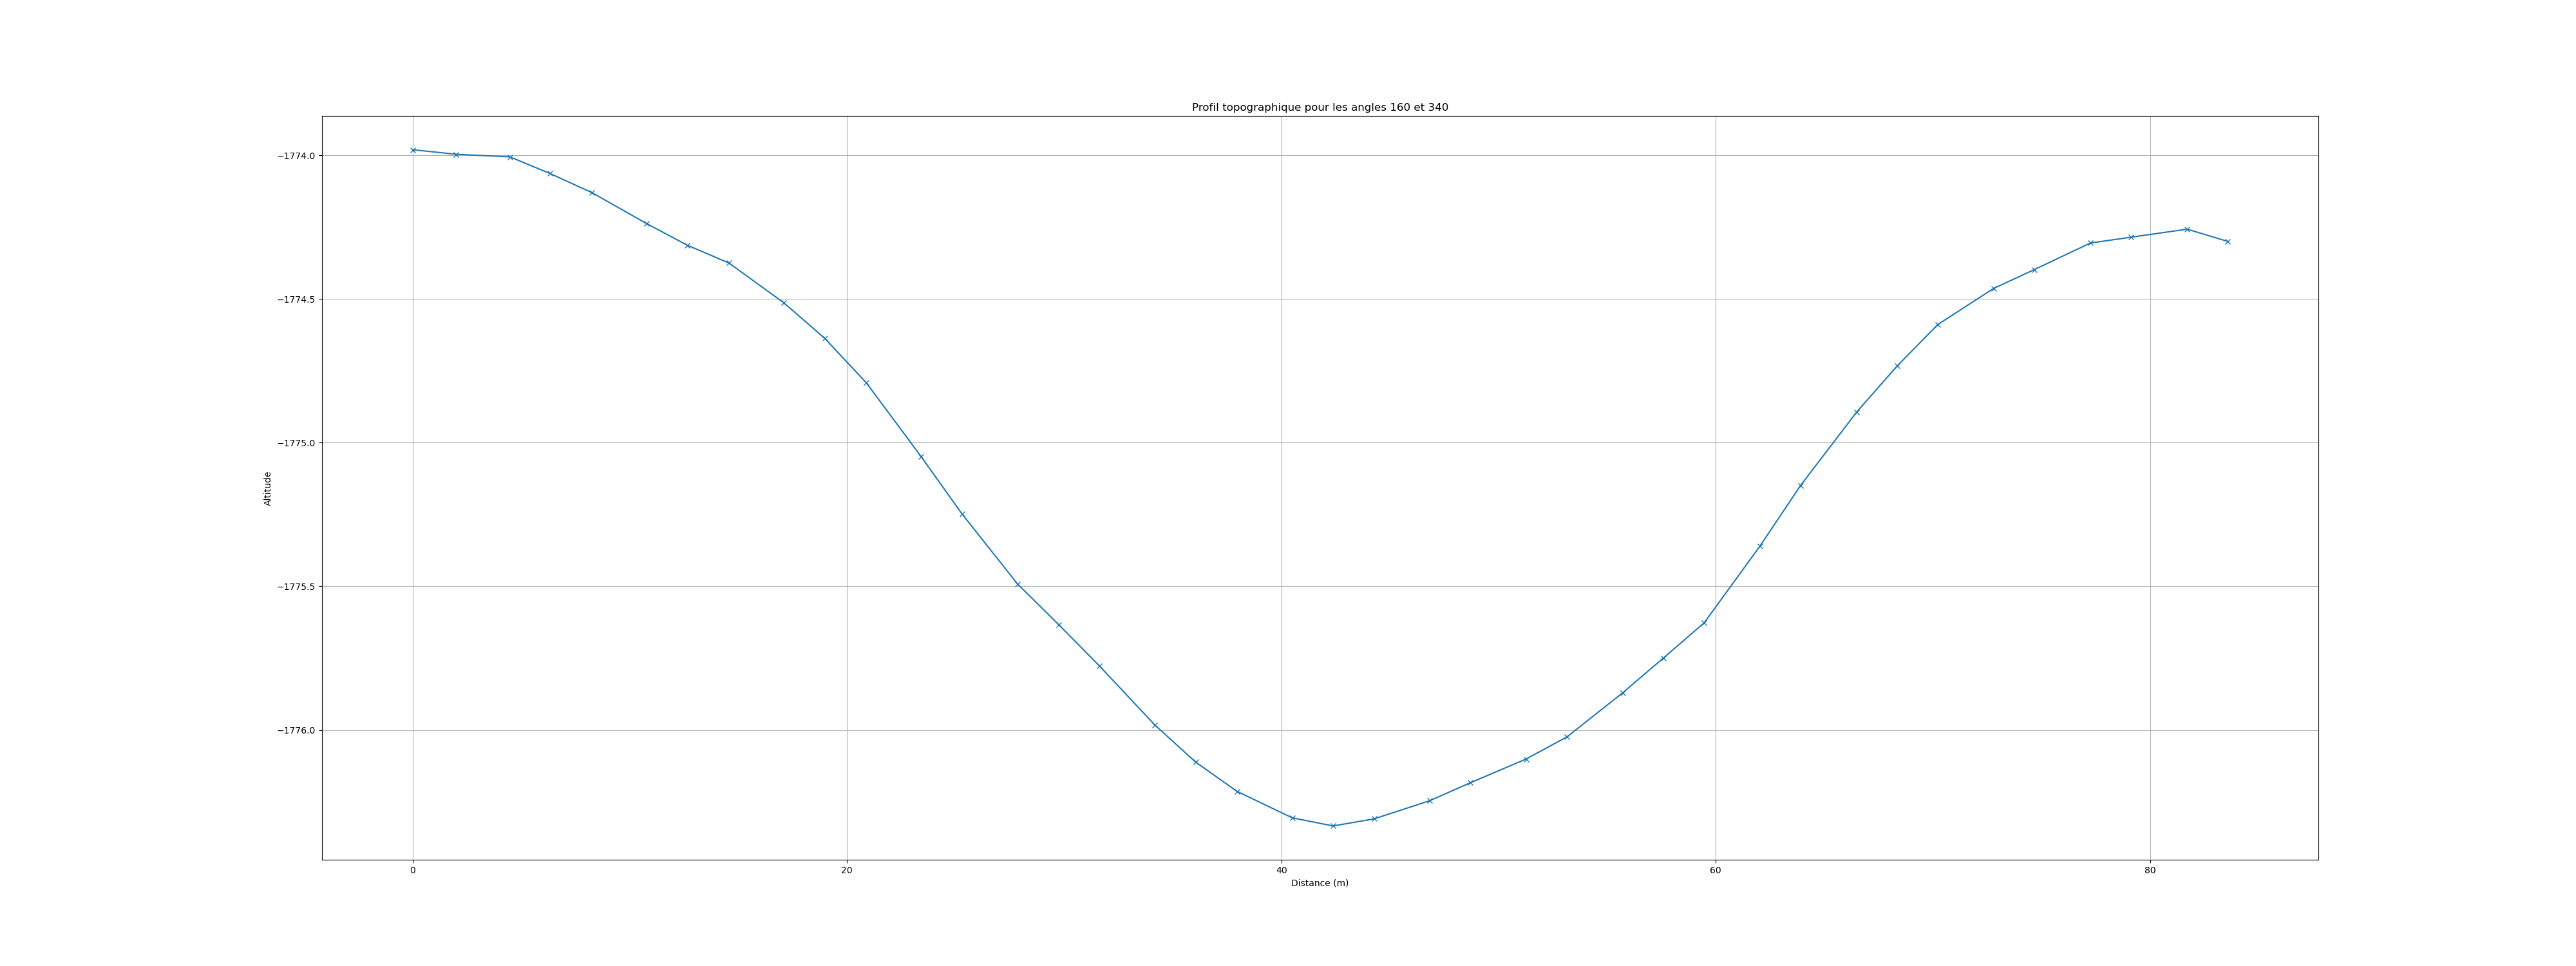 Profil topographique pour les angles 160 et 340
−1774.0
−1774.5
−1775.0
−1775.5
−1776.0
Altitude
0 20 40 60 80
Distance (m)